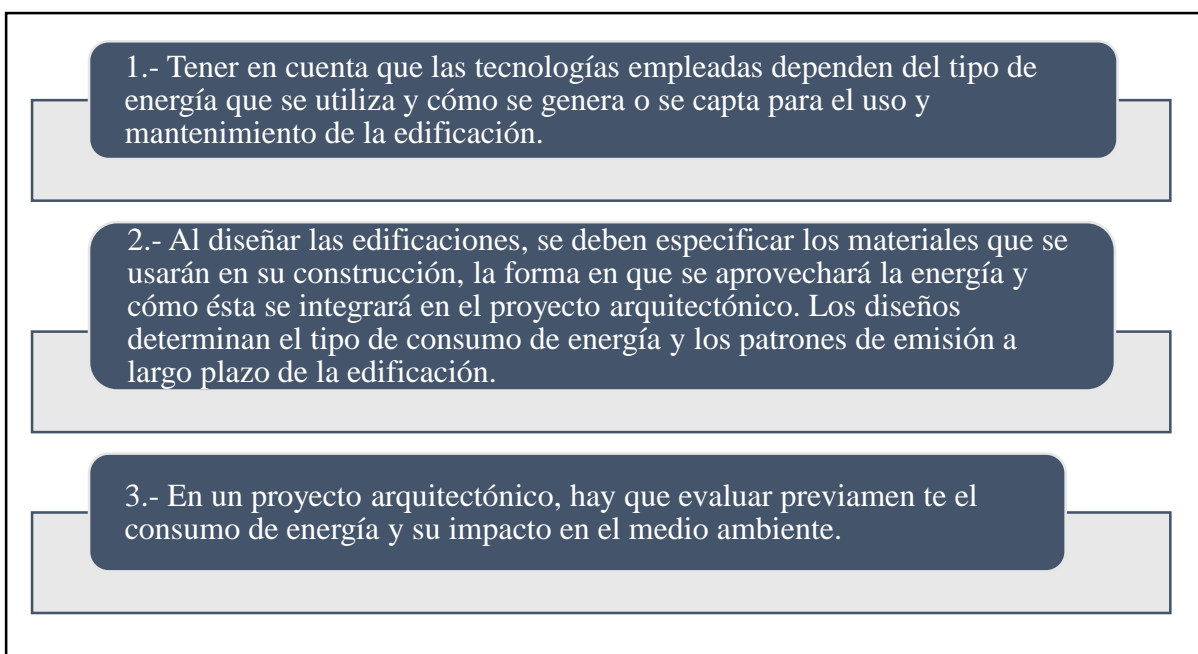 1.- Tener en cuenta que las tecnologías empleadas dependen del tipo de
energía que se utiliza y cómo se genera o se capta para el uso y
mantenimiento de la edificación.
2.- Al diseñar las edificaciones, se deben especificar los materiales que se
usarán en su construcción, la forma en que se aprovechará la energía y
cómo ésta se integrará en el proyecto arquitectónico. Los diseños
determinan el tipo de consumo de energía y los patrones de emisión a
largo plazo de la edificación.
3.- En un proyecto arquitectónico, hay que evaluar previamen te el
consumo de energía y su impacto en el medio ambiente.